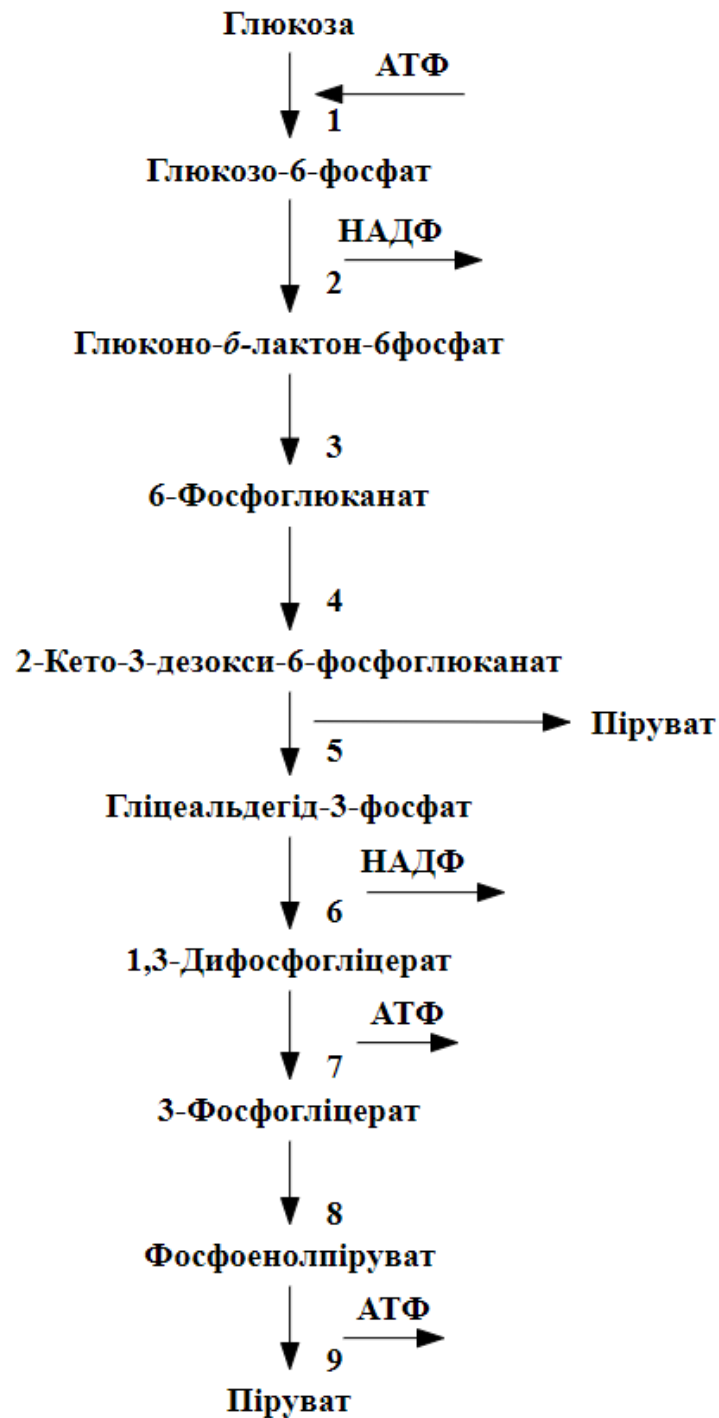 Глюкоза
АТФ
1
Глюкозо-6-фосфат
НАДФ
2
Глюконо-б-лактон-6фосфат
3
6-Фосфоглюканат
4
2-Кето-3-дезокси-6-фосфоглюканат
Піруват
5
Гліцеальдегід-3-фосфат
НАДФ
6
1,3-Дифосфогліцерат
АТФ
7
3-Фосфогліцерат
8
Фосфоенолпіруват
АТФ
9
Піруват